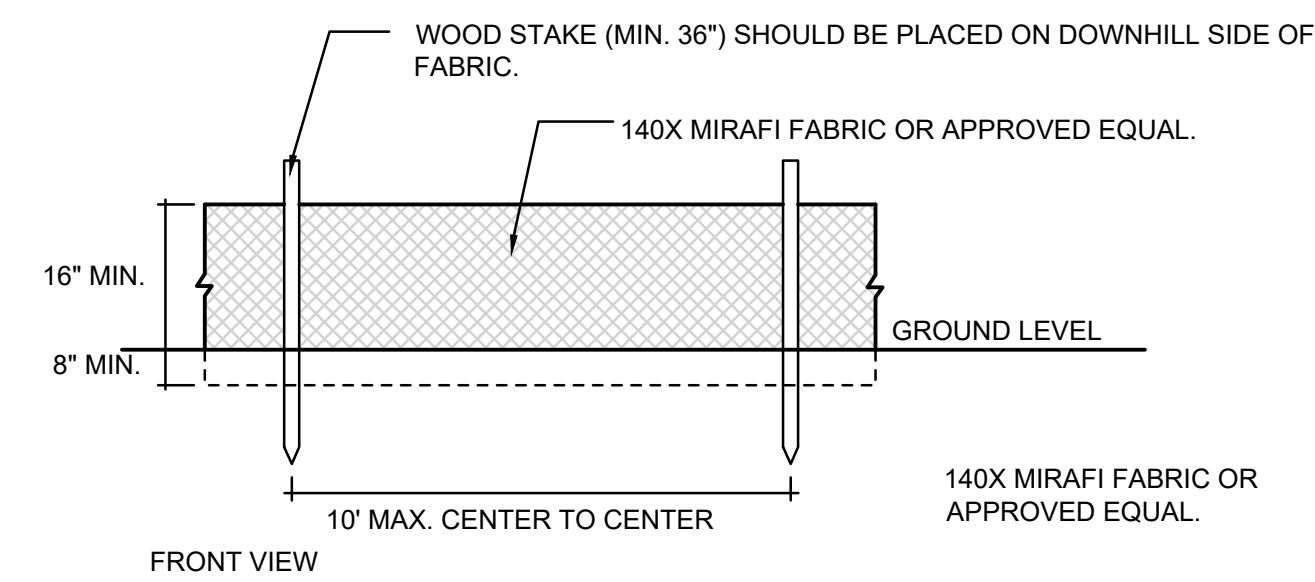 WOOD STAKE (MIN. 36") SHOULD BE PLACED ON DOWNHILL SIDE OF
FABRIC.
140X MIRAFI FABRIC OR APPROVED EQUAL.
16" MIN.
GROUND LEVEL
8" MIN.
140X MIRAFI FABRIC OR
APPROVED EQUAL.
10' MAX. CENTER TO CENTER
FRONT VIEW